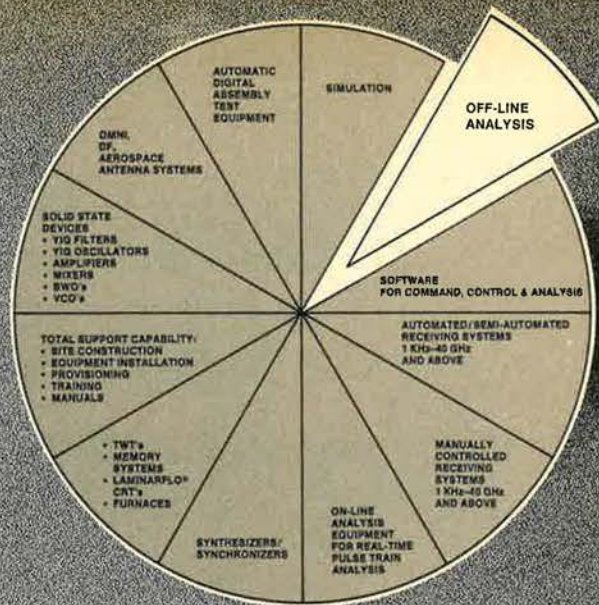 AUTOMATIC
DIGITAL
ASSEMBLY
TEST
EQUIPMENT
SIMULATION
OFF-LINE
ANALYSIS
OMNI,
DF,
AEROSPACE
ANTENNA SYSTEMS
SOLID STATE
DEVICES
• YIG FILTERS
• YIG OSCILLATORS
• AMPLIFIERS
• MIXERS
• BWO's
• VCO's
SOFTWARE
FOR COMMAND, CONTROL & ANALYSIS
TOTAL SUPPORT CAPABILITY:
• SITE CONSTRUCTION
• EQUIPMENT INSTALLATION
• PROVISIONING
• TRAINING
• MANUALS
AUTOMATED/SEMI-AUTOMATED
RECEIVING SYSTEMS
1 KHz–40 GHz
AND ABOVE
• TWT's
• MEMORY
SYSTEMS
• LAMINARFLO®
CRT's
• FURNACES
MANUALLY
CONTROLLED
RECEIVING
SYSTEMS
1 KHz–40 GHz
AND ABOVE
SYNTHESIZERS/
SYNCHRONIZERS
ON-LINE
ANALYSIS
EQUIPMENT
FOR REAL-TIME
PULSE TRAIN
ANALYSIS